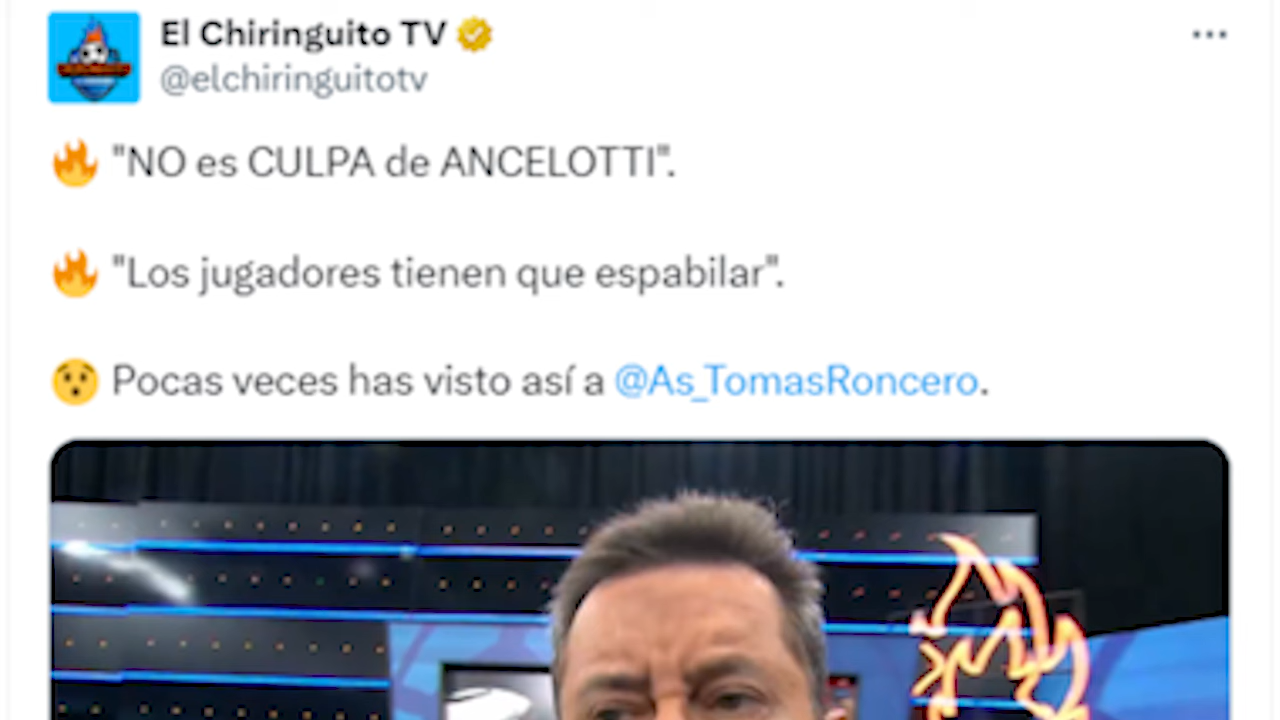 El Chiringuito TV
@elchiringuitotv
🔥 "NO es CULPA de ANCELOTTI".
🔥 "Los jugadores tienen que espabilar".
😯 Pocas veces has visto así a @As_TomasRoncero.